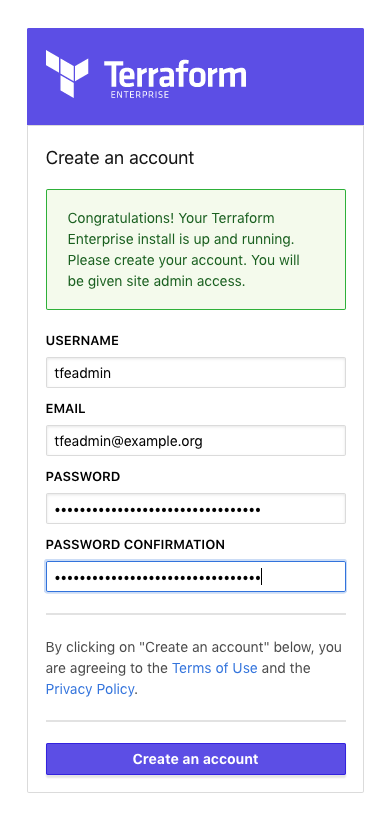 Terraform
ENTERPRISE
Create an account
Congratulations! Your Terraform
Enterprise install is up and running.
Please create your account. You will
be given site admin access.
USERNAME
tfeadmin
EMAIL
tfeadmin@example.org
PASSWORD
•••••••••••••••••••••••••••••••••
PASSWORD CONFIRMATION
•••••••••••••••••••••••••••••••••
By clicking on "Create an account" below, you
are agreeing to the Terms of Use and the
Privacy Policy.
Create an account